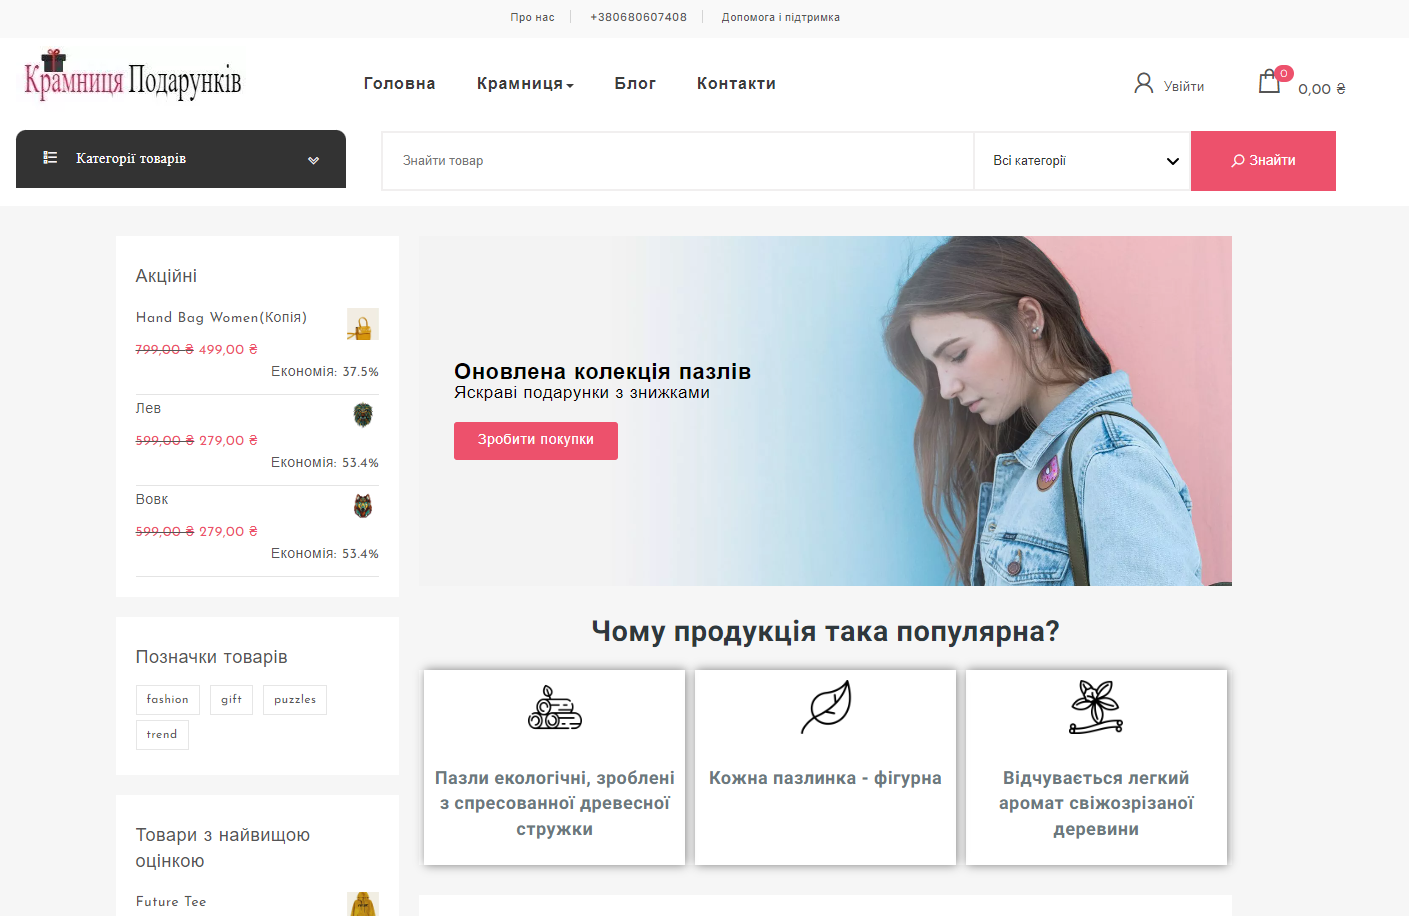 Про нас
+380680607408
Допомога і підтримка
Крамниця Подарунків
Головна
Крамниця
Блог
Контакти
Увійти
0
0,00 ₴
Категорії товарів
Знайти товар
Всі категорії
Знайти
Акційні
Hand Bag Women(Копія)
799,00 ₴ 499,00 ₴
Економія: 37.5%
Лев
599,00 ₴ 279,00 ₴
Економія: 53.4%
Вовк
599,00 ₴ 279,00 ₴
Економія: 53.4%
Позначки товарів
fashion
gift
puzzles
trend
Товари з найвищою
оцінкою
Future Tee
Оновлена колекція пазлів
Яскраві подарунки з знижками
Зробити покупки
Чому продукція така популярна?
Пазли екологічні, зроблені
з спресованної древесної
стружки
Кожна пазлинка - фігурна
Відчувається легкий
аромат свіжозрізаної
деревини